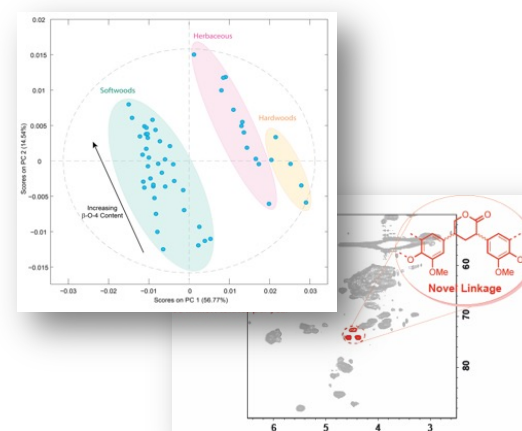 0.02
0.015
0.01
0.005
0
−0.005
−0.01
−0.015
Scores on PC 2 (14.54%)
Herbaceous
Softwoods
Hardwoods
Increasing
β-O-4 Content
−0.03
−0.02
−0.01
0
0.01
0.02
0.03
Scores on PC 1 (56.77%)
O
O
O
O
OMe
OMe
Novel Linkage
60
70
80
6
5
4
3